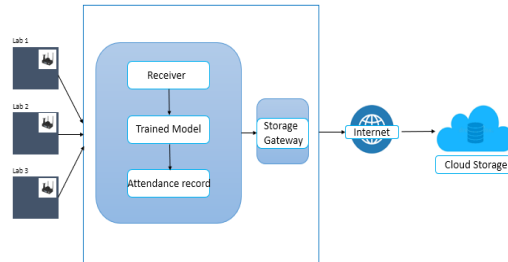 Lab 1
Lab 2
Lab 3
Receiver
Trained Model
Attendance record
Storage
Gateway
Internet
Cloud Storage